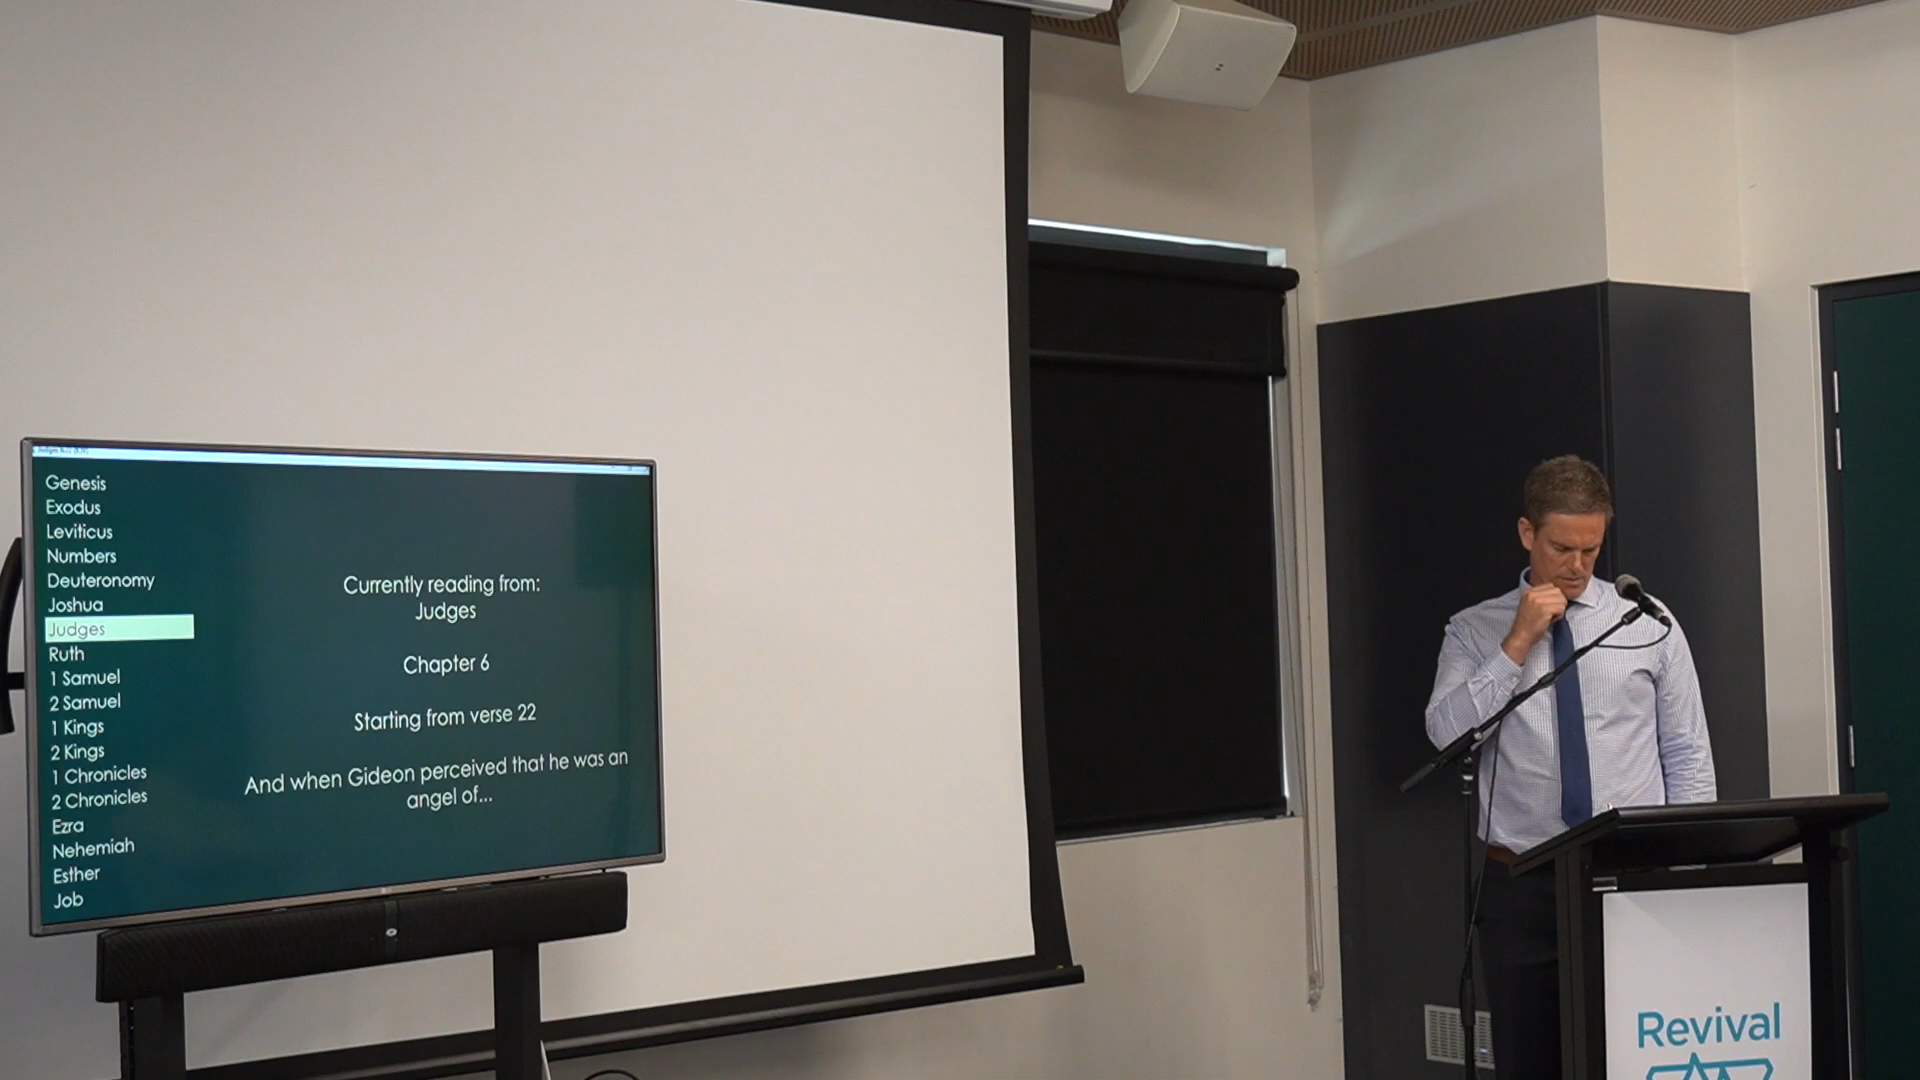 Genesis
Exodus
Leviticus
Numbers
Deuteronomy
Joshua
Judges
Ruth
1 Samuel
2 Samuel
1 Kings
2 Kings
1 Chronicles
2 Chronicles
Ezra
Nehemiah
Esther
Job
Currently reading from:
Judges
Chapter 6
Starting from verse 22
And when Gideon perceived that he was an
angel of...
Revival